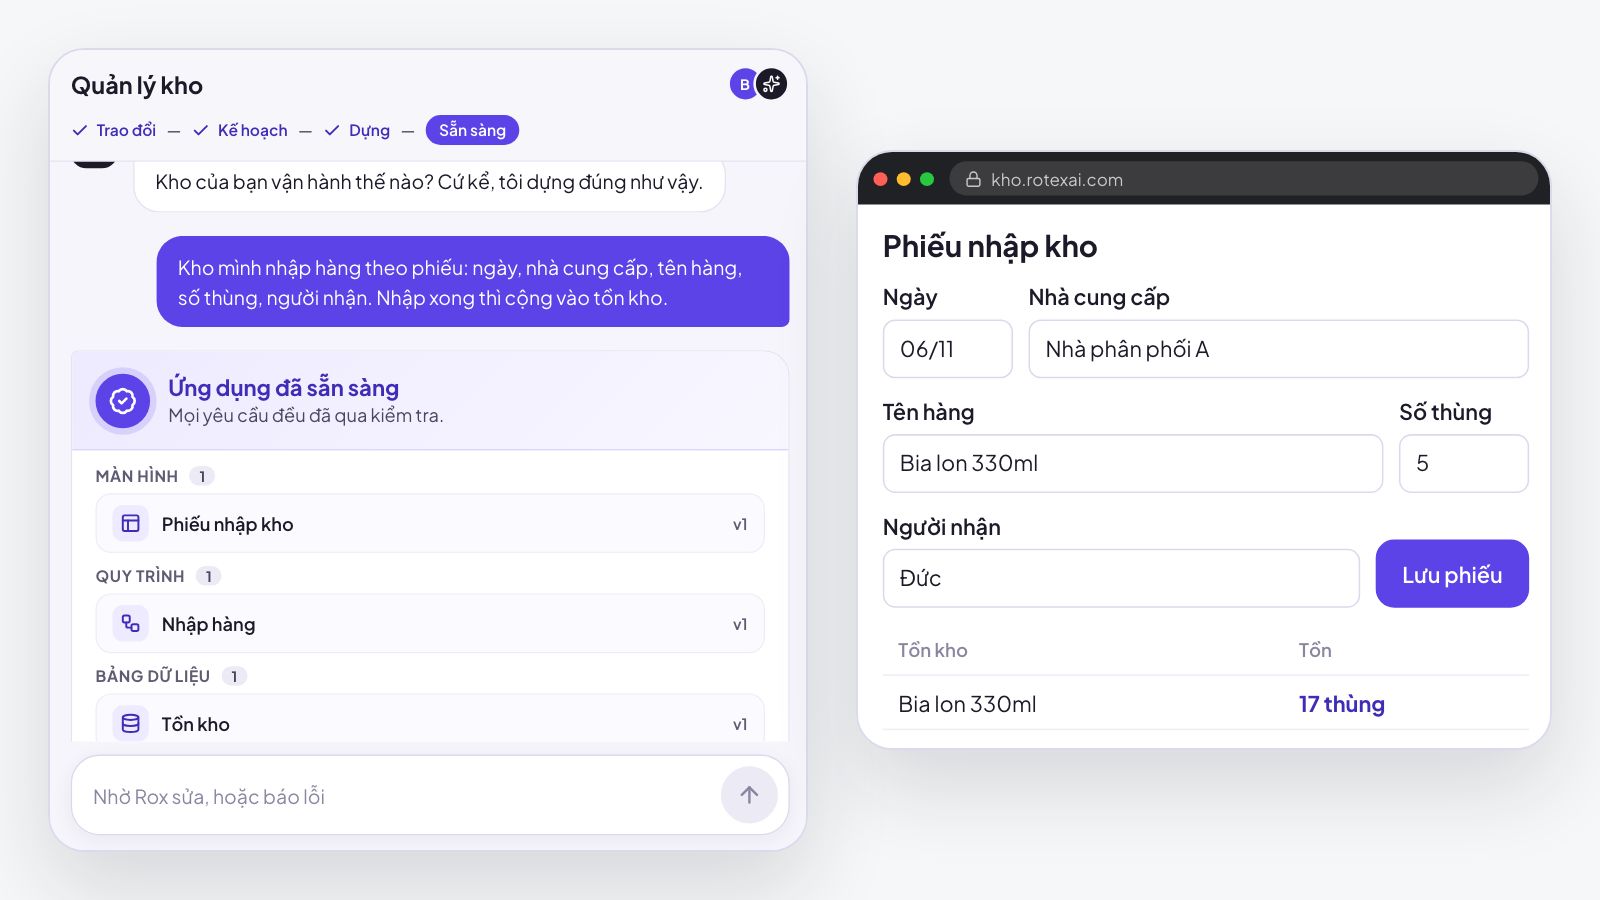 Quản lý kho
B
Trao đổi — Kế hoạch — Dựng — Sẵn sàng
Kho của bạn vận hành thế nào? Cứ kể, tôi dựng đúng như vậy.
Kho mình nhập hàng theo phiếu: ngày, nhà cung cấp, tên hàng,
số thùng, người nhận. Nhập xong thì cộng vào tồn kho.
Ứng dụng đã sẵn sàng
Mọi yêu cầu đều đã qua kiểm tra.
MÀN HÌNH 1
Phiếu nhập kho v1
QUY TRÌNH 1
Nhập hàng v1
BẢNG DỮ LIỆU 1
Tồn kho v1
Nhờ Rox sửa, hoặc báo lỗi
kho.rotexai.com
Phiếu nhập kho
Ngày Nhà cung cấp
06/11 Nhà phân phối A
Tên hàng Số thùng
Bia lon 330ml 5
Người nhận
Đức Lưu phiếu
Tồn kho Tồn
Bia lon 330ml 17 thùng